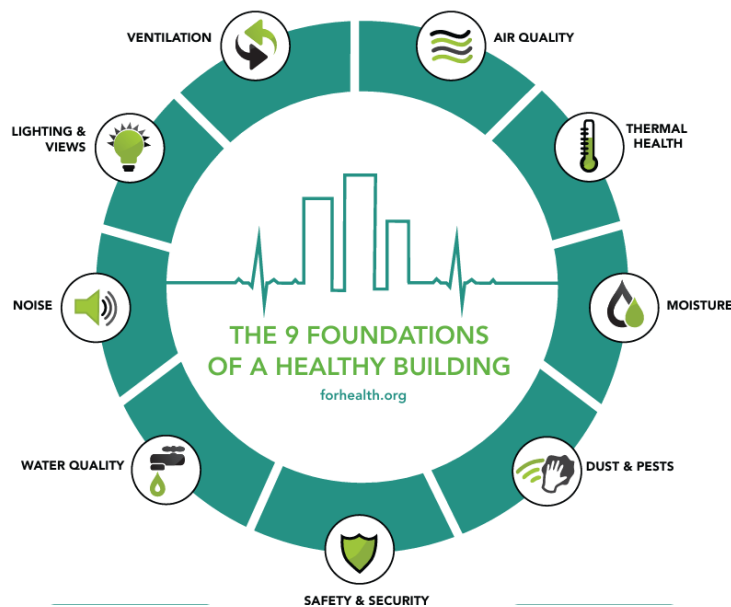 VENTILATION
AIR QUALITY
LIGHTING &
VIEWS
THERMAL
HEALTH
NOISE
MOISTURE
THE 9 FOUNDATIONS
OF A HEALTHY BUILDING
forhealth.org
WATER QUALITY
DUST & PESTS
SAFETY & SECURITY